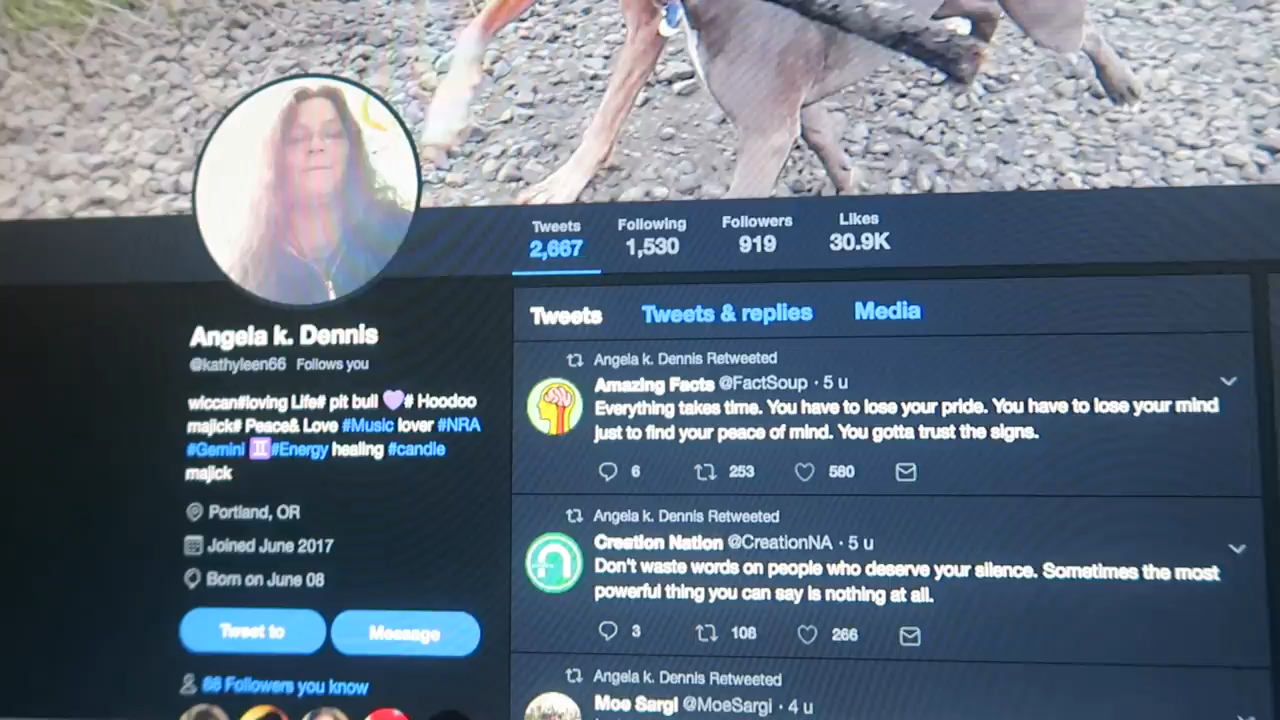 Tweets Following Followers Likes
2,667 1,530 919 30.9K
Angela k. Dennis
@kathyleen66 Follows you
wiccan#loving Life# pit bull 💜# Hoodoo
majick# Peace& Love #Music lover #NRA
#Gemini ♊#Energy healing #candle
majick
Portland, OR
Joined June 2017
Born on June 08
Tweet to Message
66 Followers you know
Tweets Tweets & replies Media
Angela k. Dennis Retweeted
Amazing Facts @FactSoup · 5 u
Everything takes time. You have to lose your pride. You have to lose your mind
just to find your peace of mind. You gotta trust the signs.
6 253 580
Angela k. Dennis Retweeted
Creation Nation @CreationNA · 5 u
Don't waste words on people who deserve your silence. Sometimes the most
powerful thing you can say is nothing at all.
3 108 266
Angela k. Dennis Retweeted
Moe Sargi @MoeSargi · 4 u